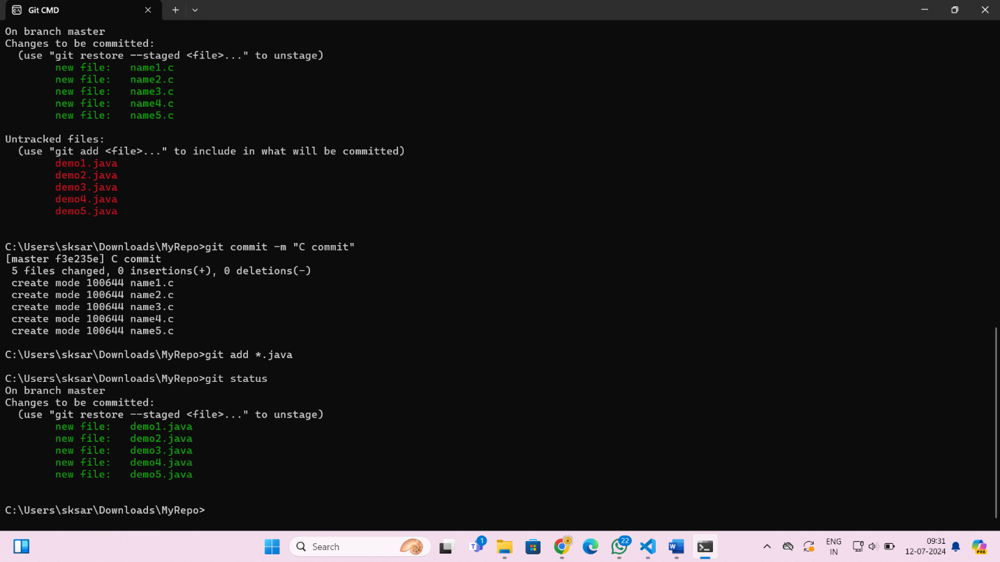 Git CMD
On branch master
Changes to be committed:
(use "git restore --staged <file>..." to unstage)
new file: name1.c
new file: name2.c
new file: name3.c
new file: name4.c
new file: name5.c
Untracked files:
(use "git add <file>..." to include in what will be committed)
demo1.java
demo2.java
demo3.java
demo4.java
demo5.java
C:\Users\sksar\Downloads\MyRepo>git commit -m "C commit"
[master f3e235e] C commit
5 files changed, 0 insertions(+), 0 deletions(-)
create mode 100644 name1.c
create mode 100644 name2.c
create mode 100644 name3.c
create mode 100644 name4.c
create mode 100644 name5.c
C:\Users\sksar\Downloads\MyRepo>git add *.java
C:\Users\sksar\Downloads\MyRepo>git status
On branch master
Changes to be committed:
(use "git restore --staged <file>..." to unstage)
new file: demo1.java
new file: demo2.java
new file: demo3.java
new file: demo4.java
new file: demo5.java
C:\Users\sksar\Downloads\MyRepo>
Search
1
22
ENG
IN
09:31
12-07-2024
PRE